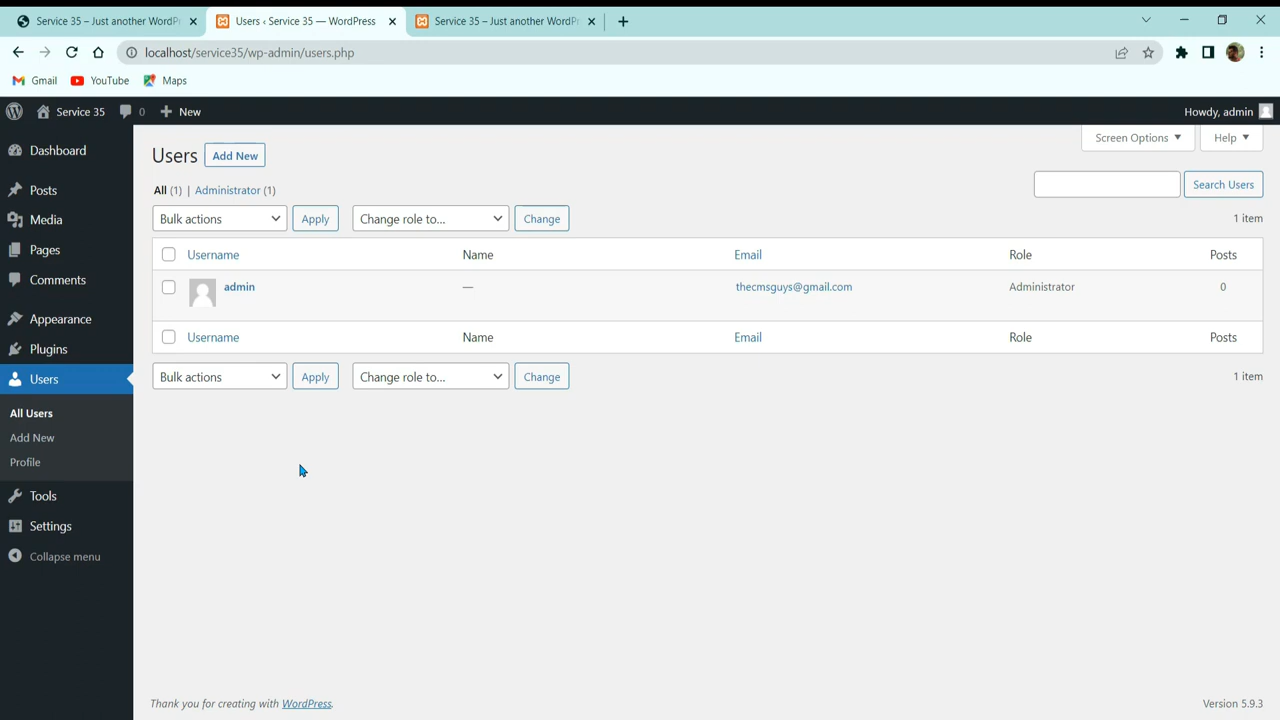 Service 35 – Just another WordPr
Users ‹ Service 35 — WordPress
Service 35 – Just another WordPr
localhost/service35/wp-admin/users.php
Gmail
YouTube
Maps
Service 35
0
New
Howdy, admin
Dashboard
Posts
Media
Pages
Comments
Appearance
Plugins
Users
All Users
Add New
Profile
Tools
Settings
Collapse menu
Screen Options
Help
Users
Add New
All (1) | Administrator (1)
Search Users
Bulk actions
Apply
Change role to...
Change
1 item
Username
Name
Email
Role
Posts
admin
—
thecmsguys@gmail.com
Administrator
0
Username
Name
Email
Role
Posts
Bulk actions
Apply
Change role to...
Change
1 item
Thank you for creating with WordPress.
Version 5.9.3